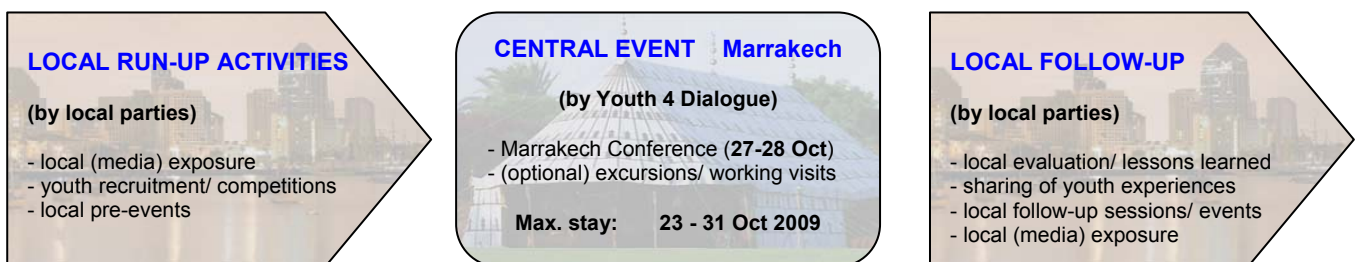 LOCAL RUN-UP ACTIVITIES
(by local parties)
- local (media) exposure
- youth recruitment/ competitions
- local pre-events
CENTRAL EVENT Marrakech
(by Youth 4 Dialogue)
- Marrakech Conference (27-28 Oct)
- (optional) excursions/ working visits
Max. stay: 23 - 31 Oct 2009
LOCAL FOLLOW-UP
(by local parties)
- local evaluation/ lessons learned
- sharing of youth experiences
- local follow-up sessions/ events
- local (media) exposure